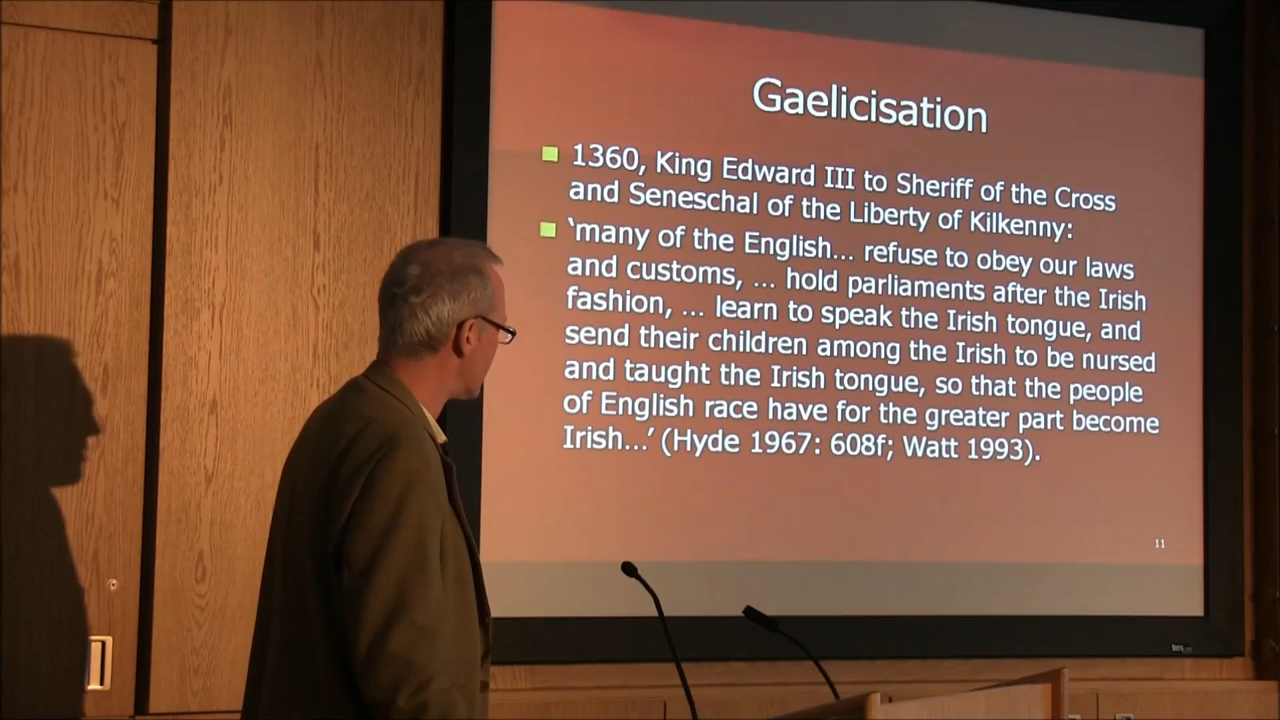 Gaelicisation
1360, King Edward III to Sheriff of the Cross
and Seneschal of the Liberty of Kilkenny:
‘many of the English... refuse to obey our laws
and customs, ... hold parliaments after the Irish
fashion, ... learn to speak the Irish tongue, and
send their children among the Irish to be nursed
and taught the Irish tongue, so that the people
of English race have for the greater part become
Irish...’ (Hyde 1967: 608f; Watt 1993).
11